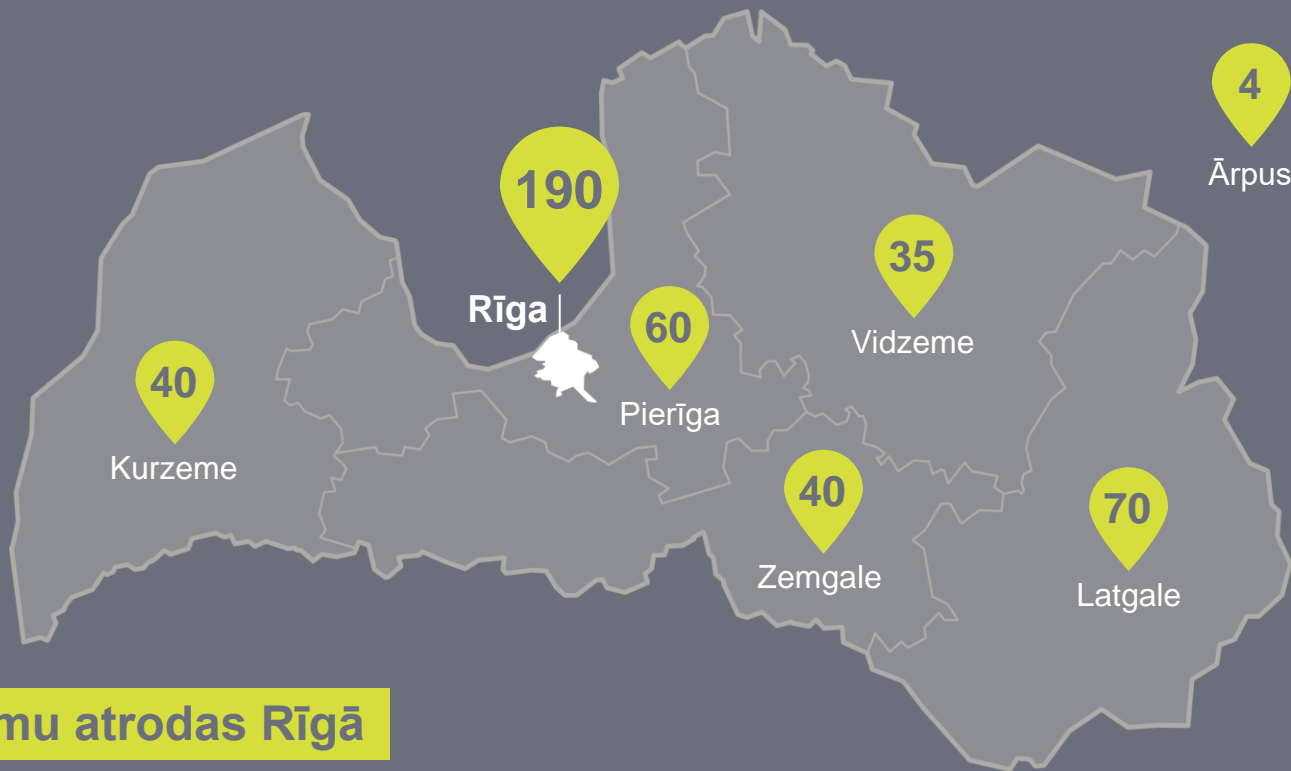 4
Ārpus
190
Rīga
35
Vidzeme
60
Pierīga
40
Kurzeme
40
Zemgale
70
Latgale
mu atrodas Rīgā